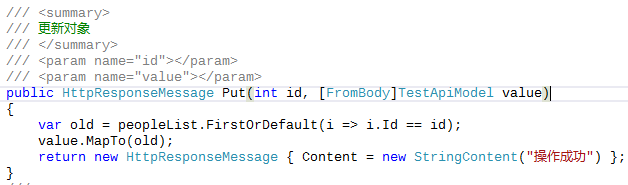 /// <summary>
/// 更新对象
/// </summary>
/// <param name="id"></param>
/// <param name="value"></param>
public HttpResponseMessage Put(int id, [FromBody]TestApiModel value)
{
    var old = peopleList.FirstOrDefault(i => i.Id == id);
    value.MapTo(old);
    return new HttpResponseMessage { Content = new StringContent("操作成功") };
}